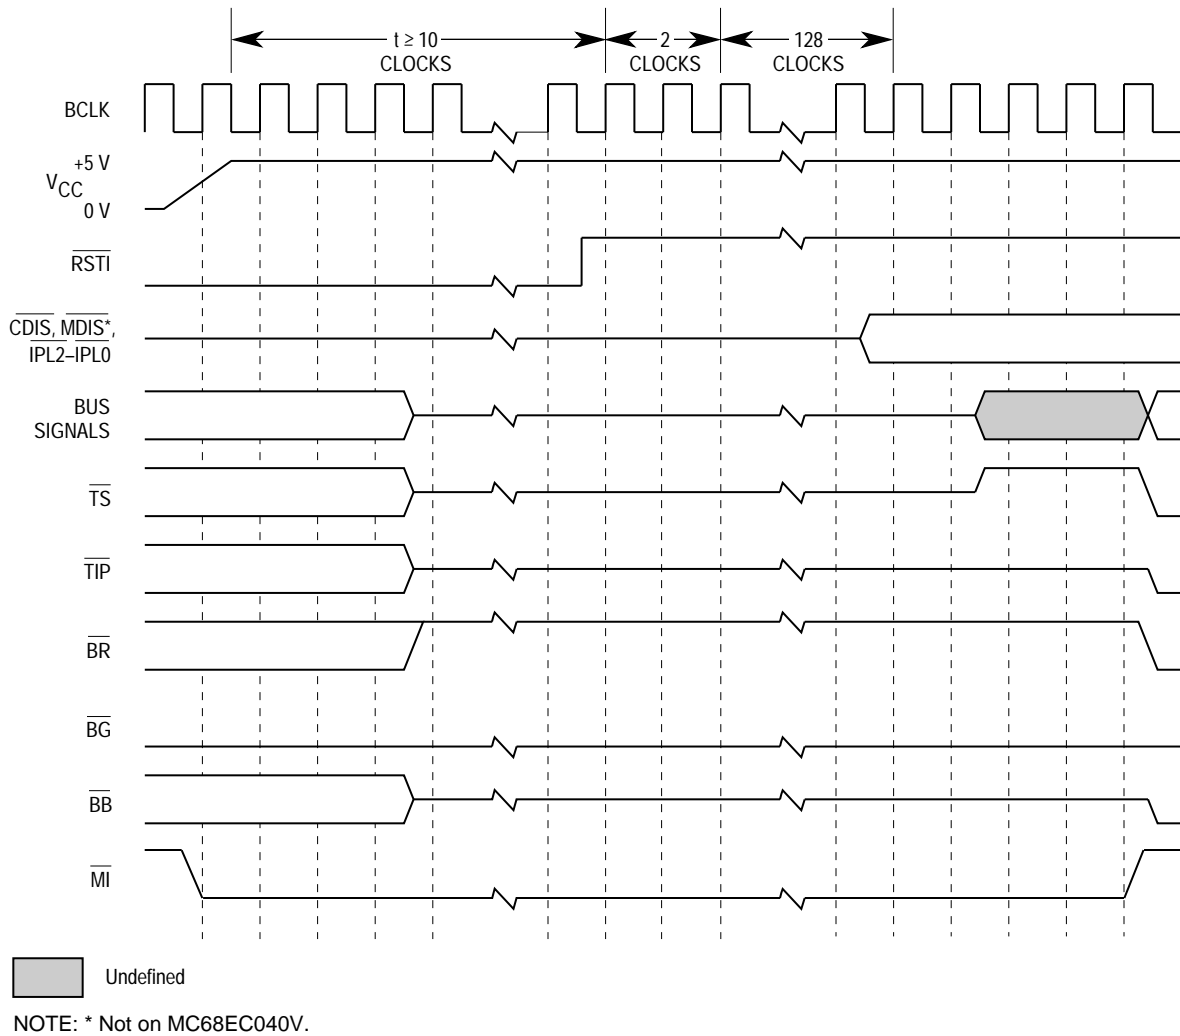 t ≥ 10
CLOCKS
2
CLOCKS
128
CLOCKS
BCLK
+5 V
VCC
0 V
RSTI
CDIS, MDIS*,
IPL2–IPL0
BUS
SIGNALS
TS
TIP
BR
BG
BB
MI
Undefined
NOTE: * Not on MC68EC040V.